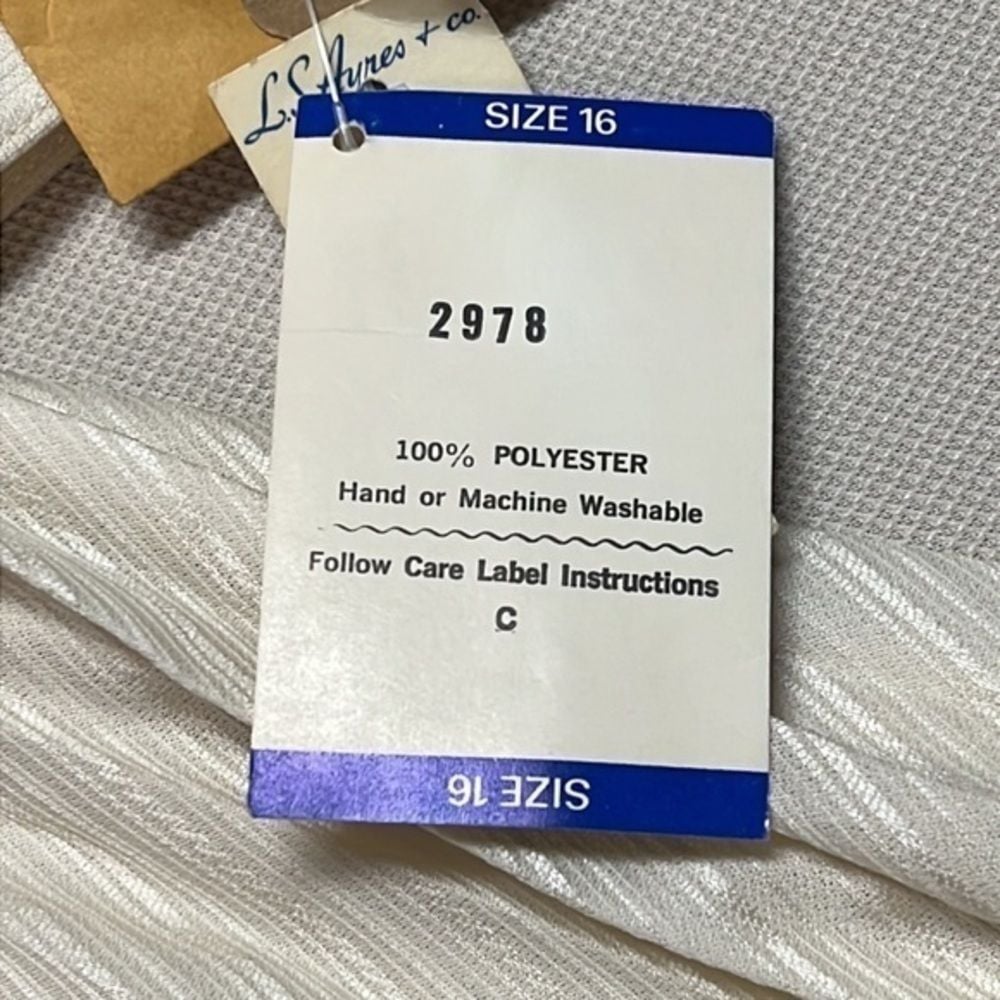 L.S. Ayres + co.
SIZE 16
2978
100% POLYESTER
Hand or Machine Washable
Follow Care Label Instructions
C
SIZE 16